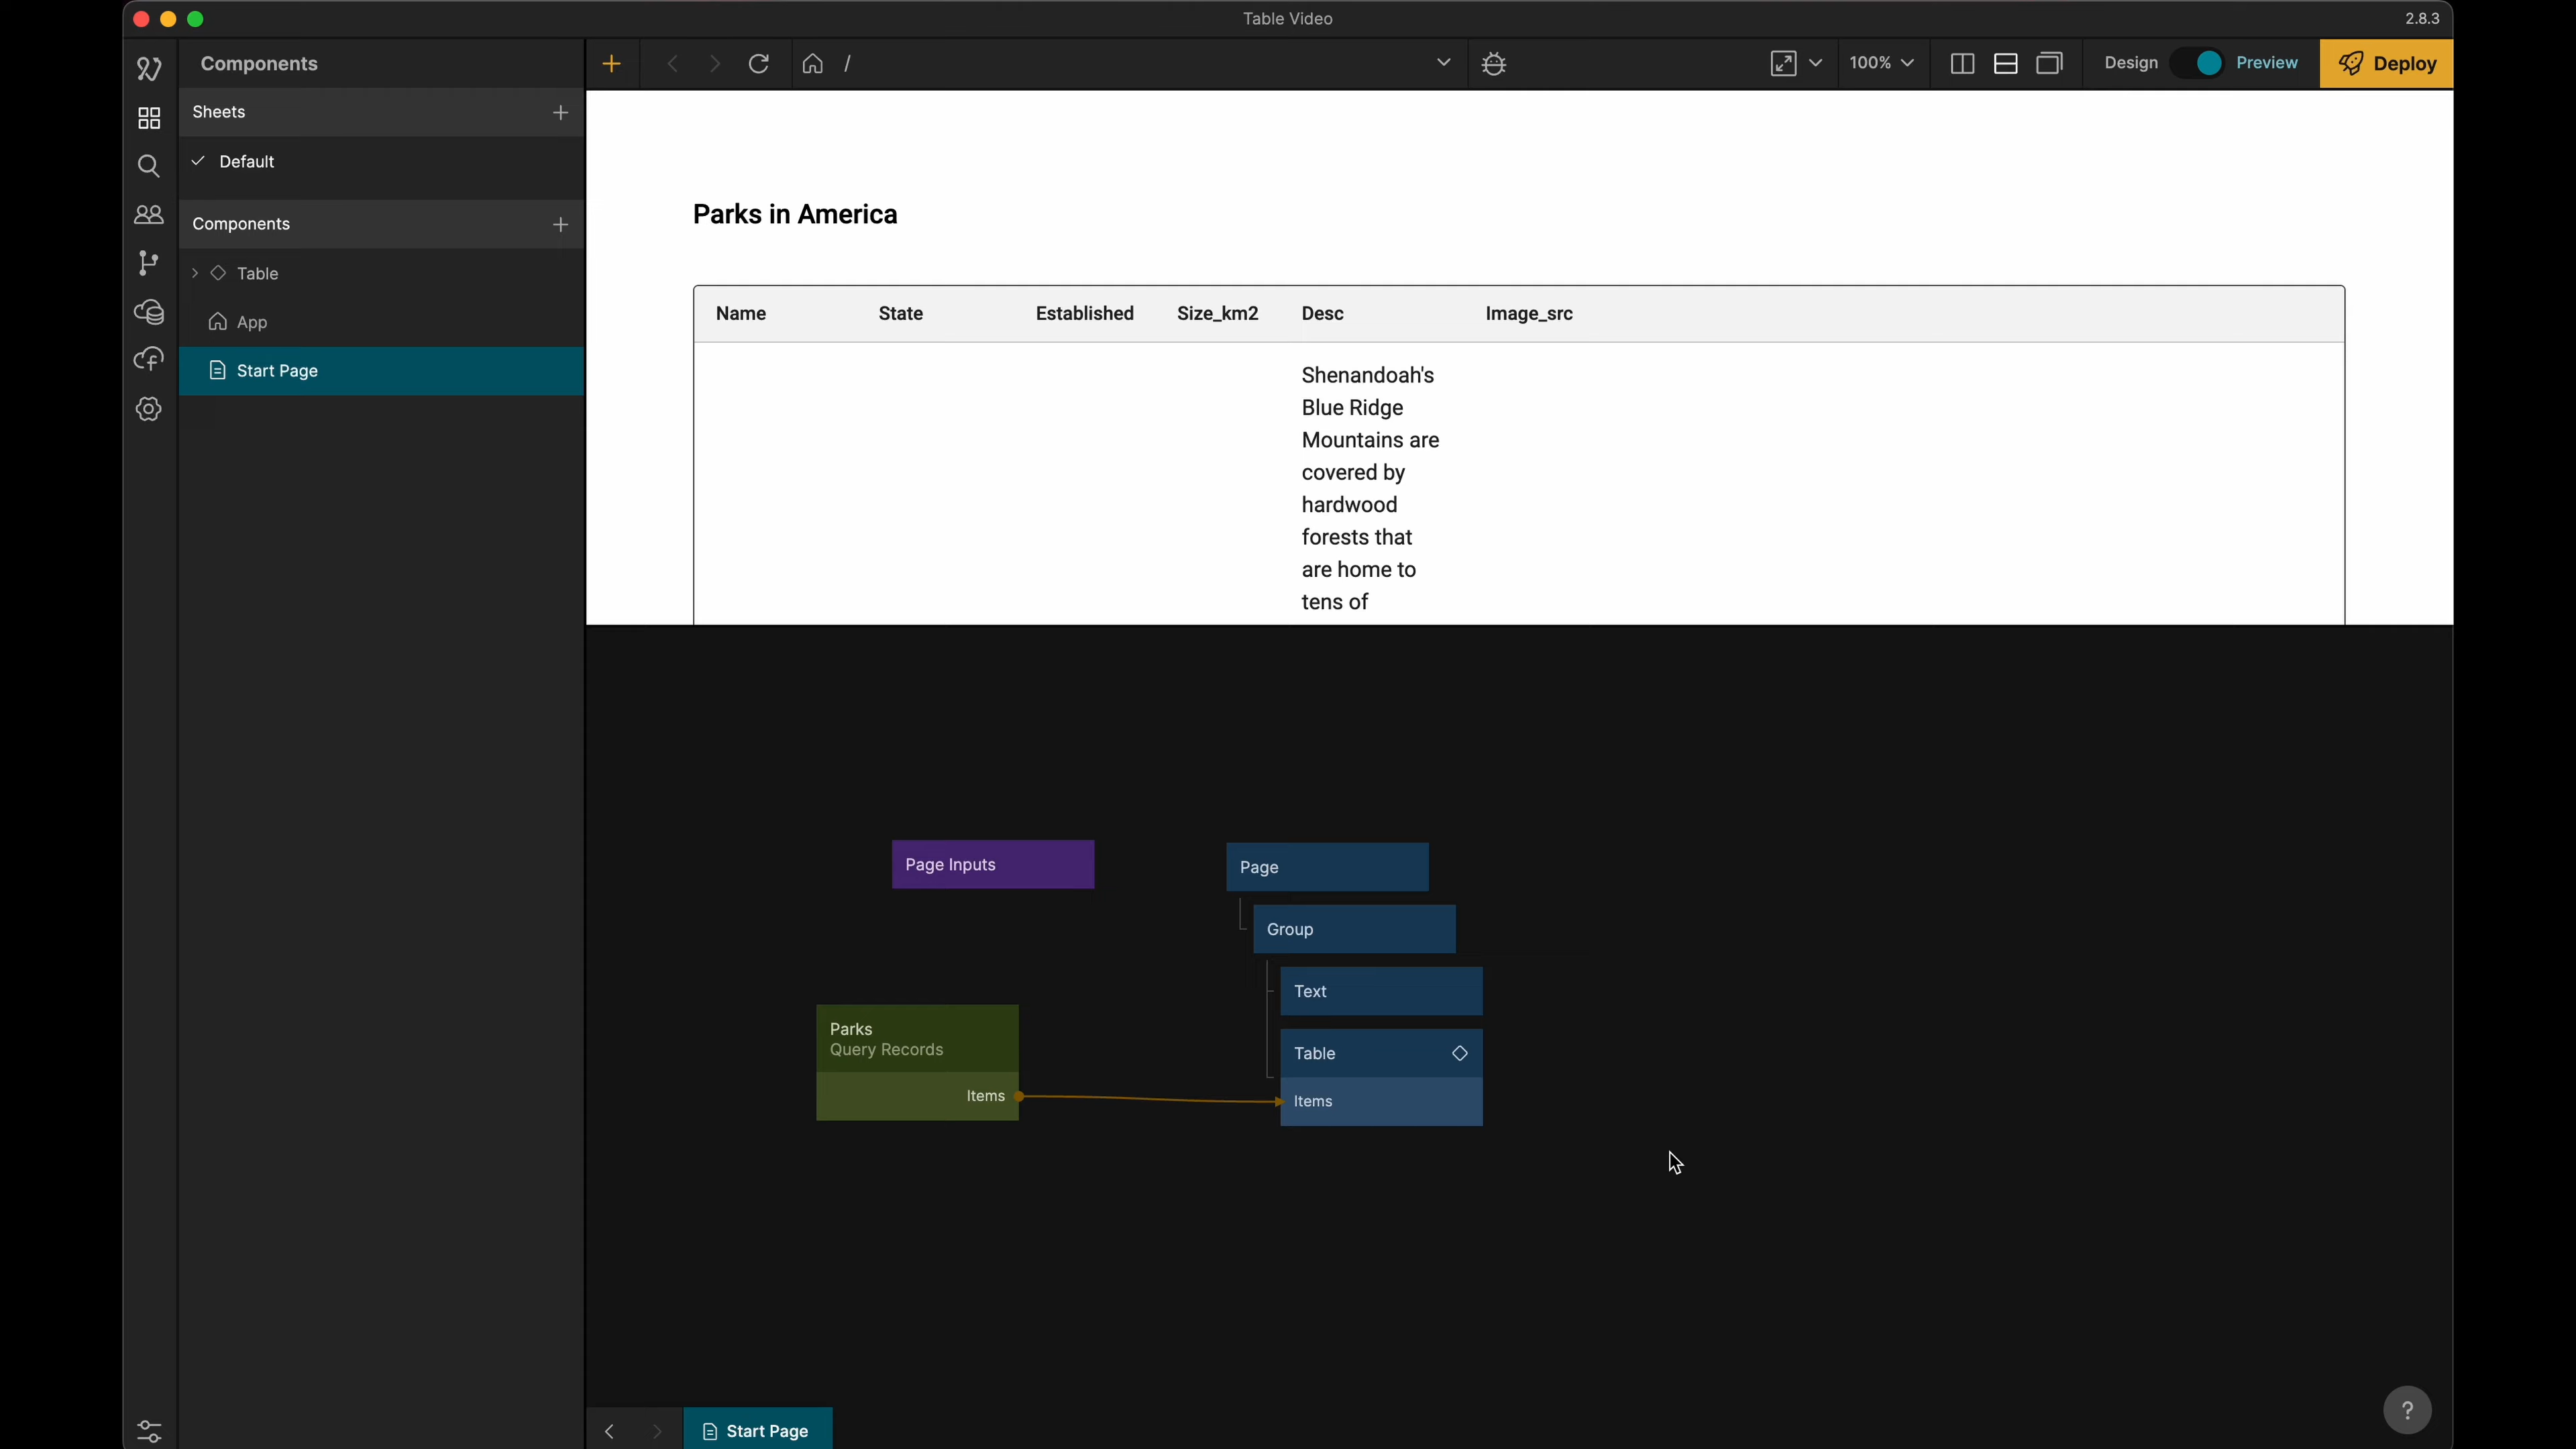 Table Video
2.8.3
Components
/
100%
Design
Preview
Deploy
Sheets
Default
Components
Table
App
Start Page
Parks in America
Name State Established Size_km2 Desc Image_src
Shenandoah's
Blue Ridge
Mountains are
covered by
hardwood
forests that
are home to
tens of
Page Inputs
Page
Group
Text
Parks
Query Records
Items
Table
Items
Start Page
?